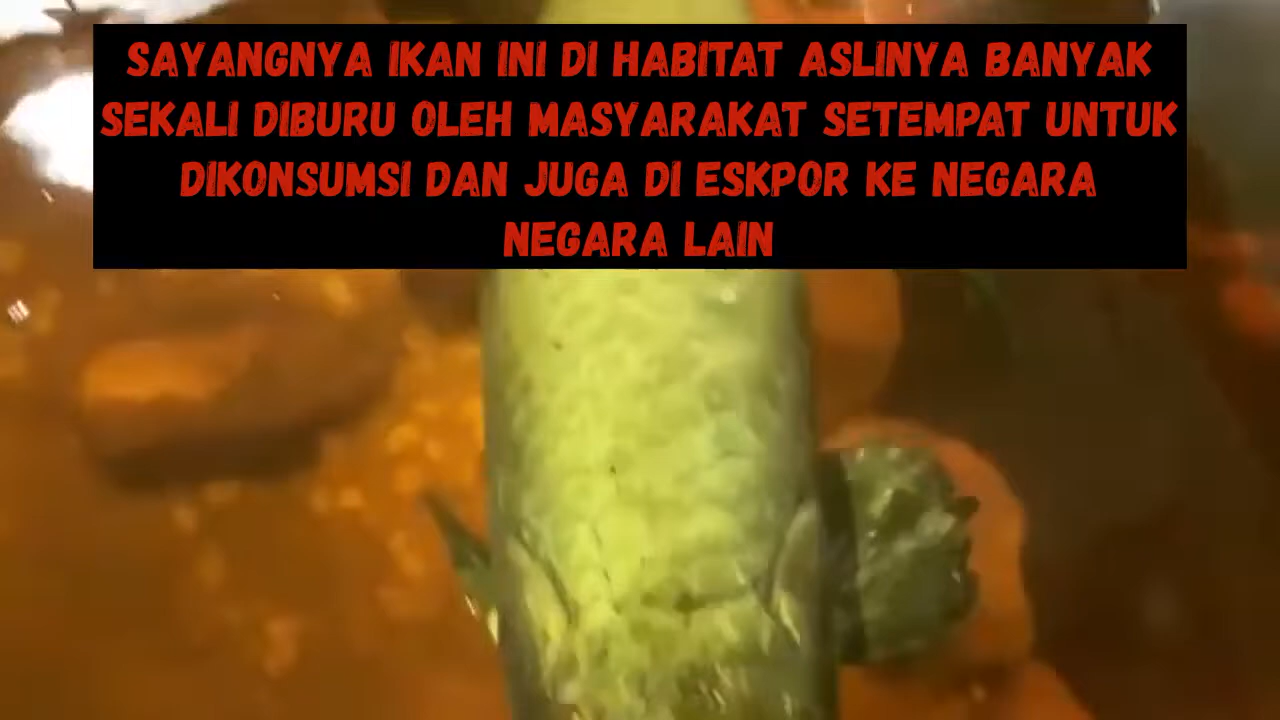 SAYANGNYA IKAN INI DI HABITAT ASLINYA BANYAK
SEKALI DIBURU OLEH MASYARAKAT SETEMPAT UNTUK
DIKONSUMSI DAN JUGA DI ESKPOR KE NEGARA
NEGARA LAIN